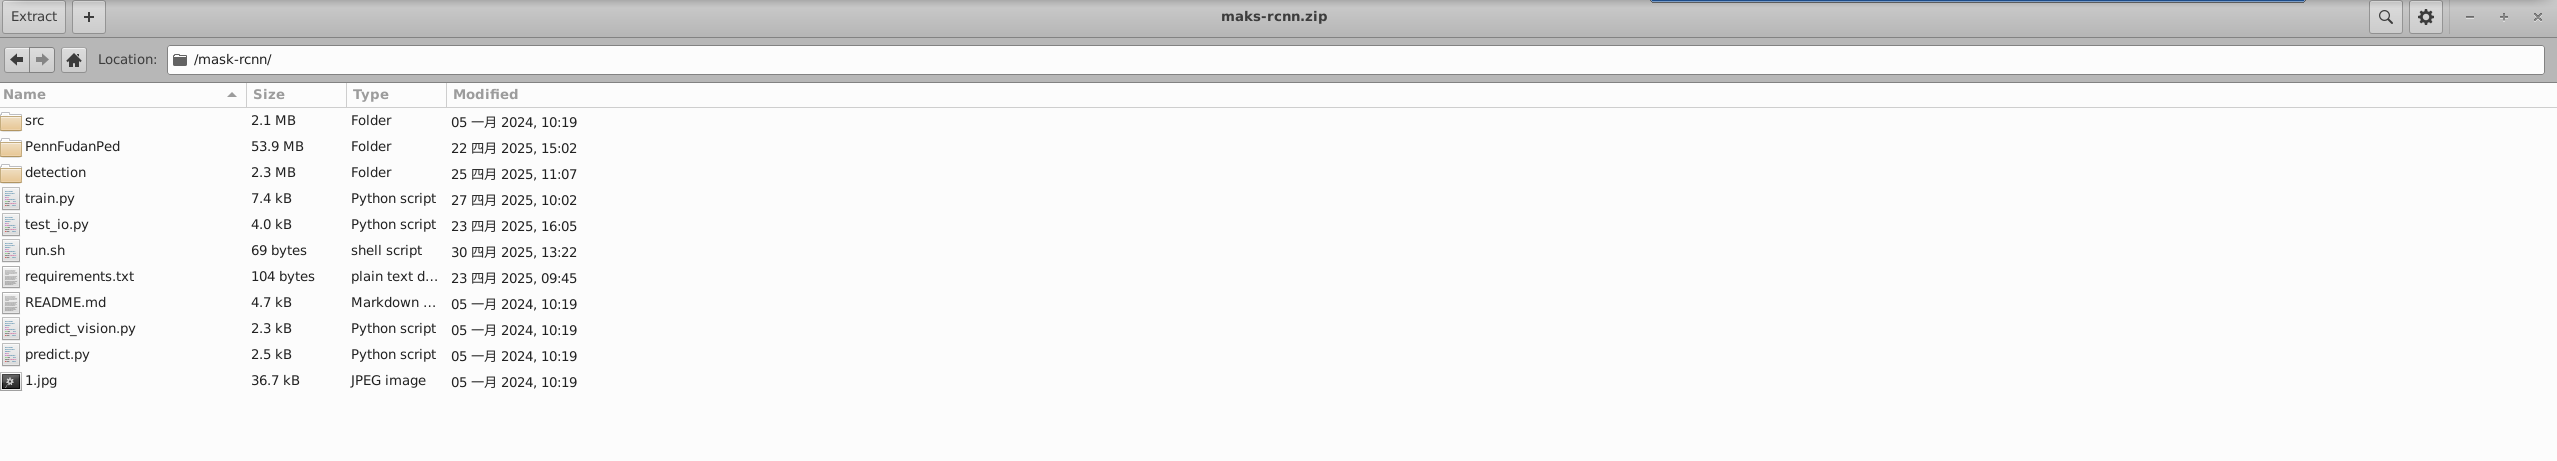 Extract + maks-rcnn.zip
Location: /mask-rcnn/
Name Size Type Modified
src 2.1 MB Folder 05 一月 2024, 10:19
PennFudanPed 53.9 MB Folder 22 四月 2025, 15:02
detection 2.3 MB Folder 25 四月 2025, 11:07
train.py 7.4 kB Python script 27 四月 2025, 10:02
test_io.py 4.0 kB Python script 23 四月 2025, 16:05
run.sh 69 bytes shell script 30 四月 2025, 13:22
requirements.txt 104 bytes plain text d... 23 四月 2025, 09:45
README.md 4.7 kB Markdown ... 05 一月 2024, 10:19
predict_vision.py 2.3 kB Python script 05 一月 2024, 10:19
predict.py 2.5 kB Python script 05 一月 2024, 10:19
1.jpg 36.7 kB JPEG image 05 一月 2024, 10:19